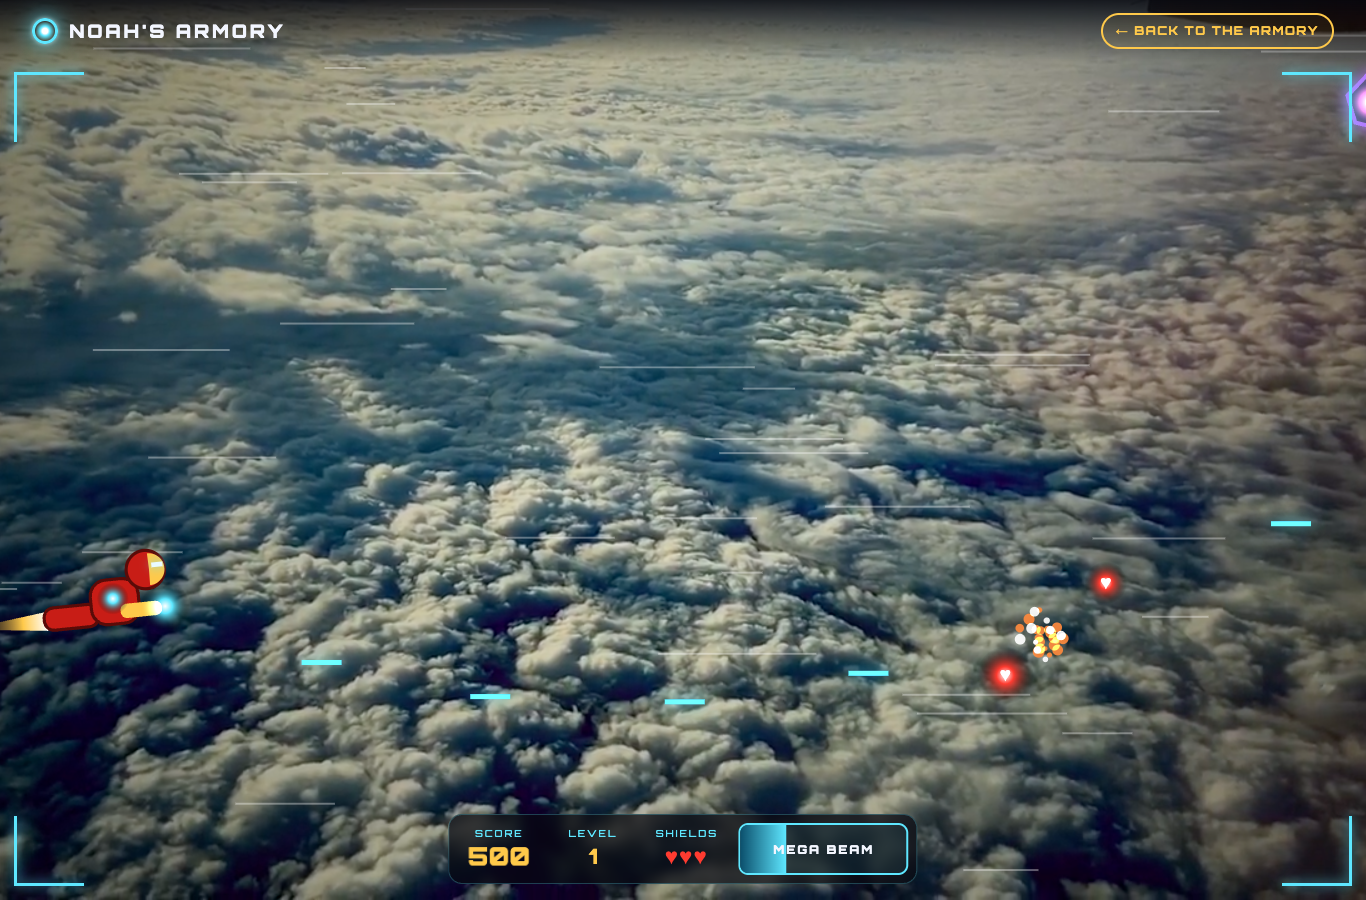 NOAH'S ARMORY
← BACK TO THE ARMORY
SCORE
500
LEVEL
1
SHIELDS
♥♥♥
MEGA BEAM